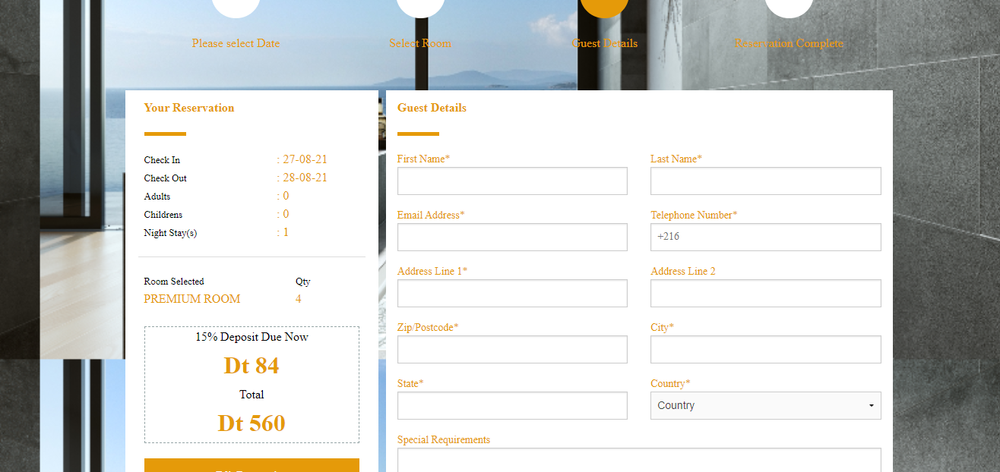 Please select Date
Select Room
Guest Details
Reservation Complete
Your Reservation
Check In : 27-08-21
Check Out : 28-08-21
Adults : 0
Childrens : 0
Night Stay(s) : 1
Room Selected Qty
PREMIUM ROOM 4
15% Deposit Due Now
Dt 84
Total
Dt 560
Guest Details
First Name*
Last Name*
Email Address*
Telephone Number*
+216
Address Line 1*
Address Line 2
Zip/Postcode*
City*
State*
Country*
Country
Special Requirements